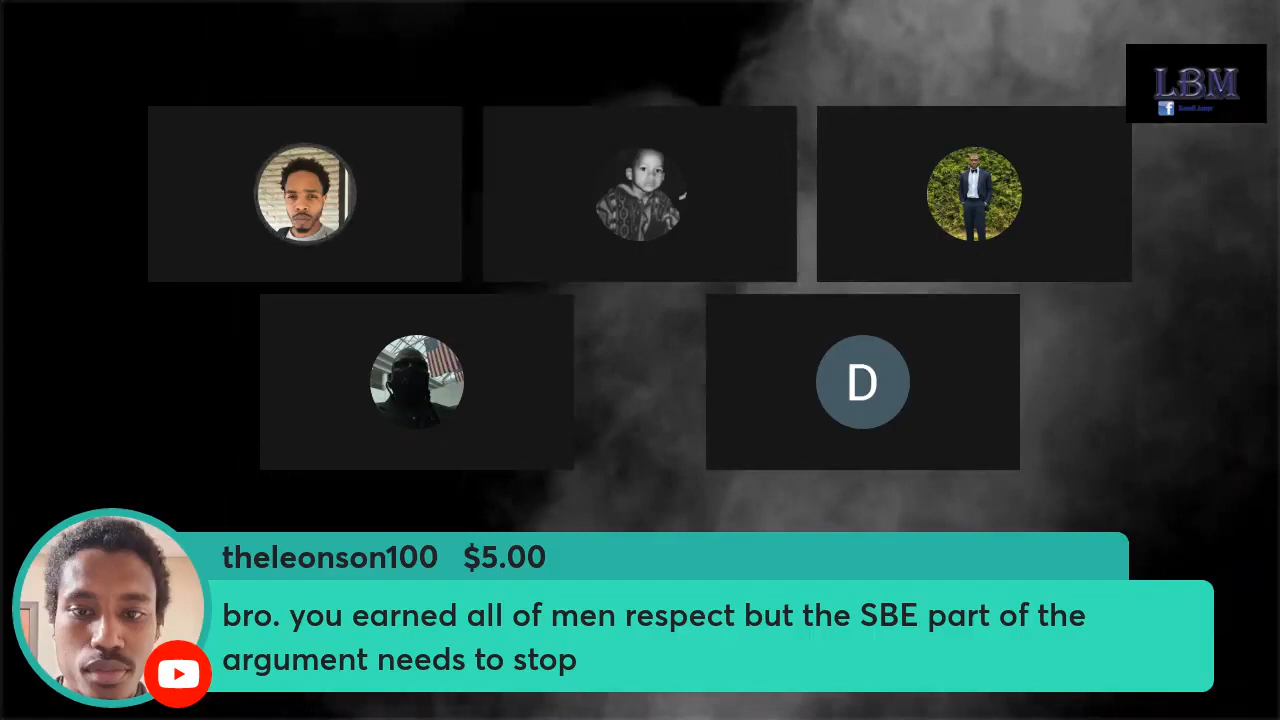 LBM
D
theleonson100 $5.00
bro. you earned all of men respect but the SBE part of the
argument needs to stop